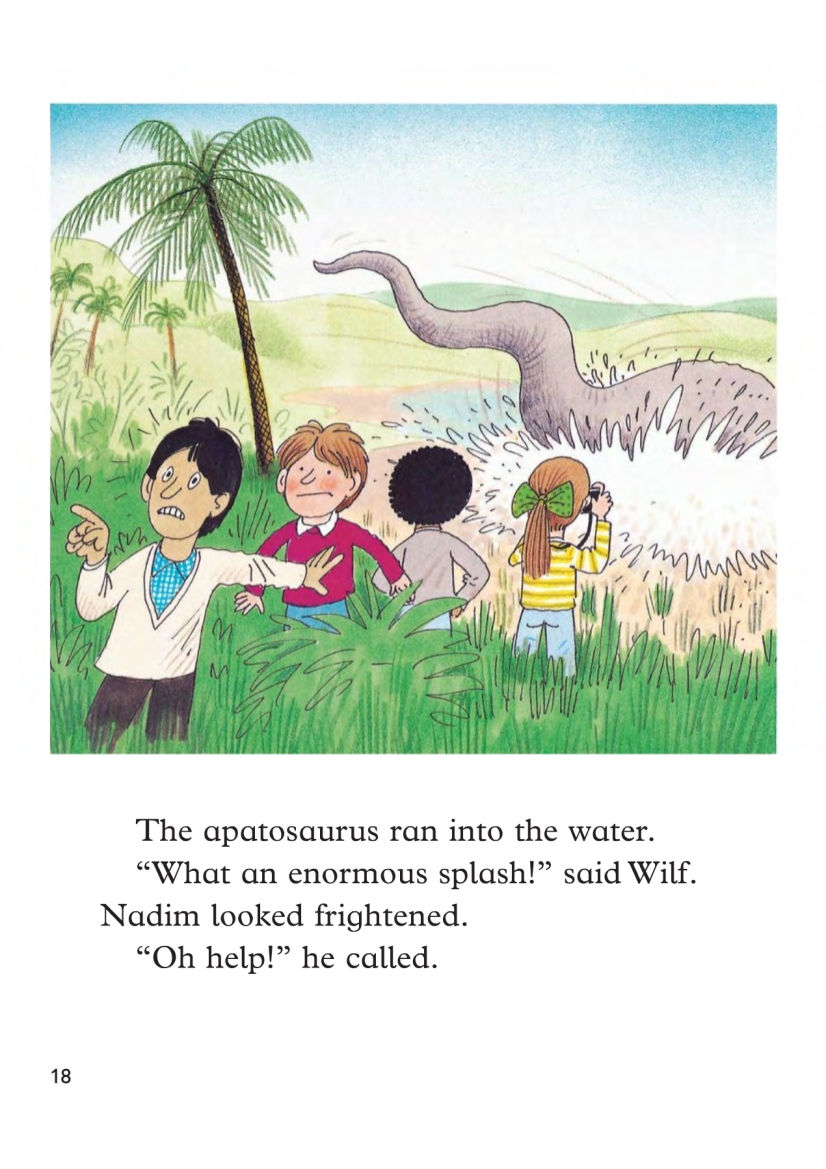 The apatosaurus ran into the water.
“What an enormous splash!” said Wilf.
Nadim looked frightened.
“Oh help!” he called.
18